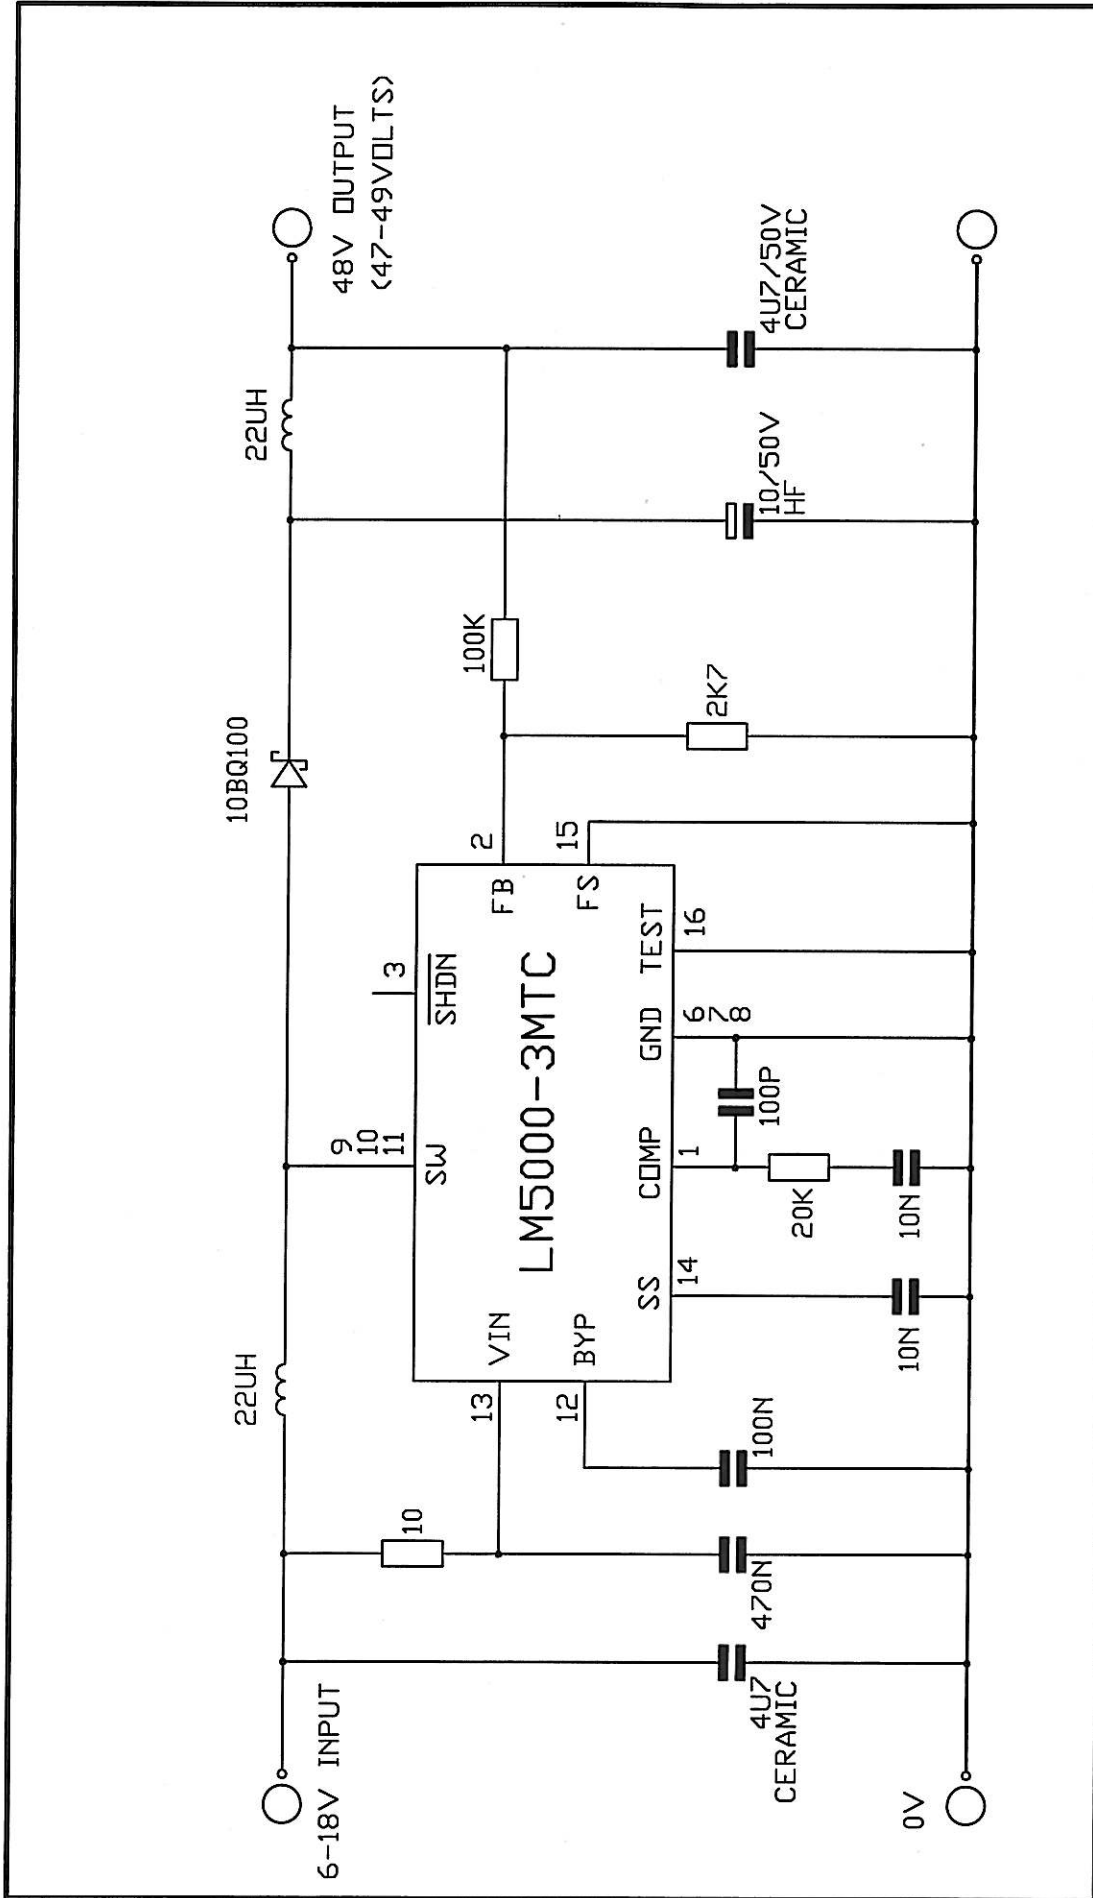 22UH
10BQ100
22UH
48V OUTPUT
(47-49VOLTS)
6-18V INPUT
10
9
10
11
3
SW
SHDN
13
VIN
LM5000-3MTC
FB
2
100K
12
BYP
FS
15
SS
COMP
GND
TEST
14
1
6
7
8
16
4U7
CERAMIC
470N
100N
100P
20K
2K7
10/50V
HF
4U7/50V
CERAMIC
10N
10N
0V